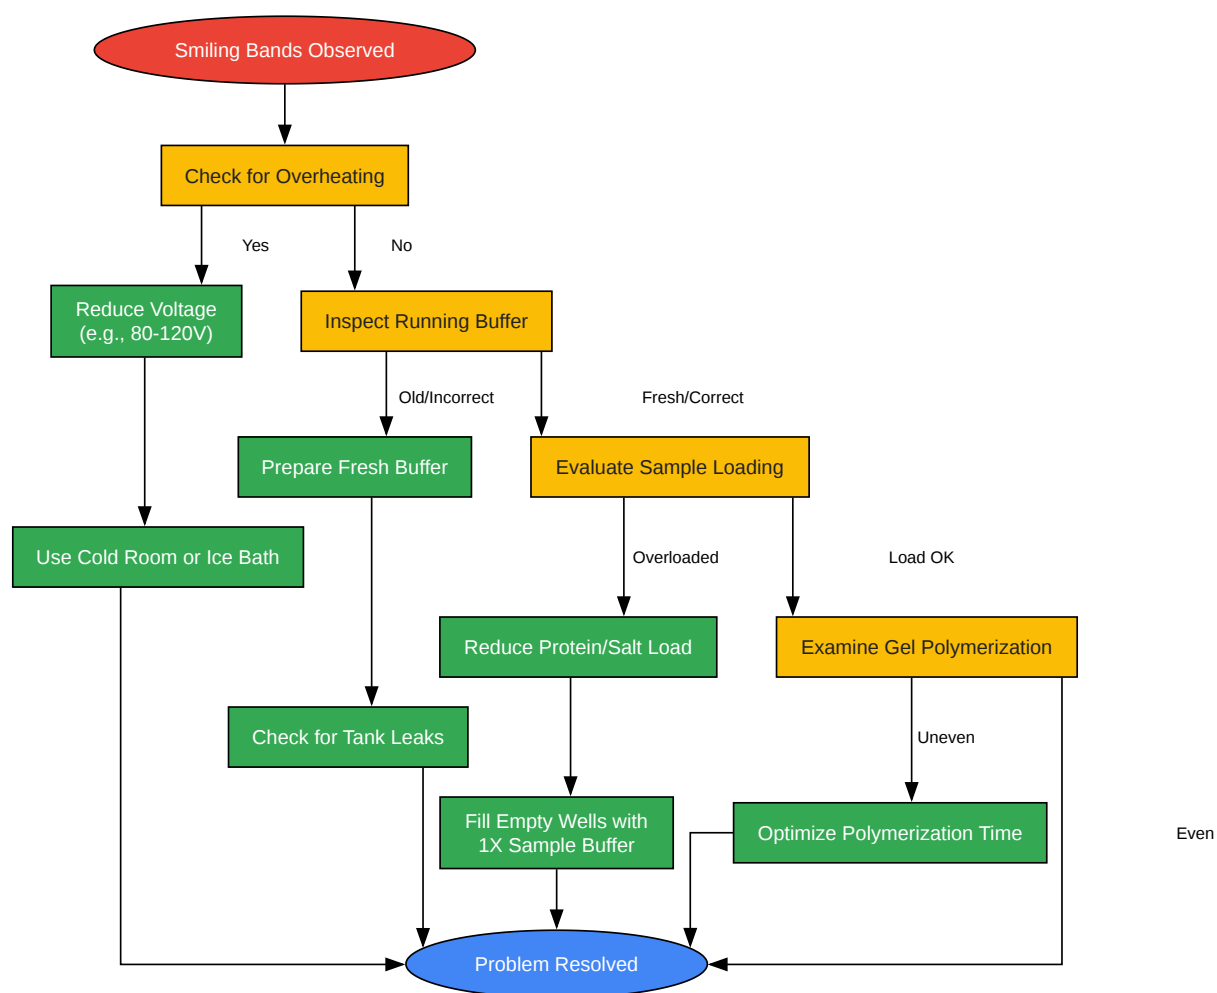 Smiling Bands Observed
Check for Overheating
Yes
No
Reduce Voltage
(e.g., 80-120V)
Inspect Running Buffer
Old/Incorrect
Fresh/Correct
Prepare Fresh Buffer
Evaluate Sample Loading
Use Cold Room or Ice Bath
Overloaded
Load OK
Reduce Protein/Salt Load
Examine Gel Polymerization
Check for Tank Leaks
Uneven
Fill Empty Wells with
1X Sample Buffer
Optimize Polymerization Time
Even
Problem Resolved